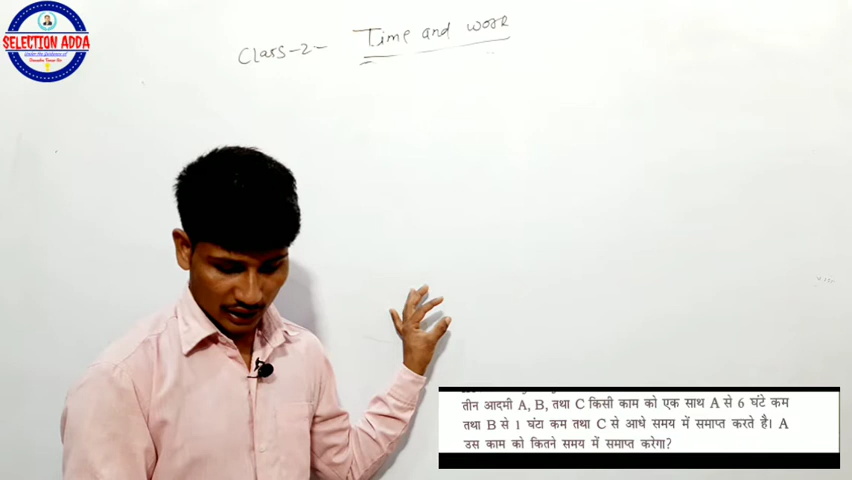 SELECTION ADDA
Class-2- Time and work
तीन आदमी A, B, तथा C किसी काम को एक साथ A से 6 घंटे कम
तथा B से 1 घंटा कम तथा C से आधे समय में समाप्त करते है। A
उस काम को कितने समय में समाप्त करेगा?